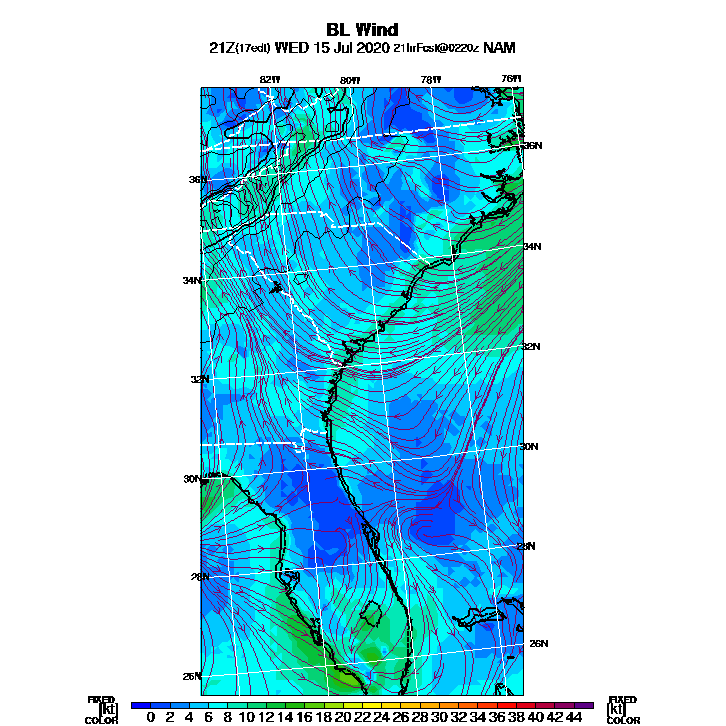 BL Wind
21Z(17edt) WED 15 Jul 2020 21hrFcst@0220z NAM
82W 80W 78W 76W
36N
36N
34N
34N
32N
32N
30N
30N
28N
28N
26N
26N
FIXED FIXED
[kt] 0 2 4 6 8 10 12 14 16 18 20 22 24 26 28 30 32 34 36 38 40 42 44 [kt]
COLOR COLOR